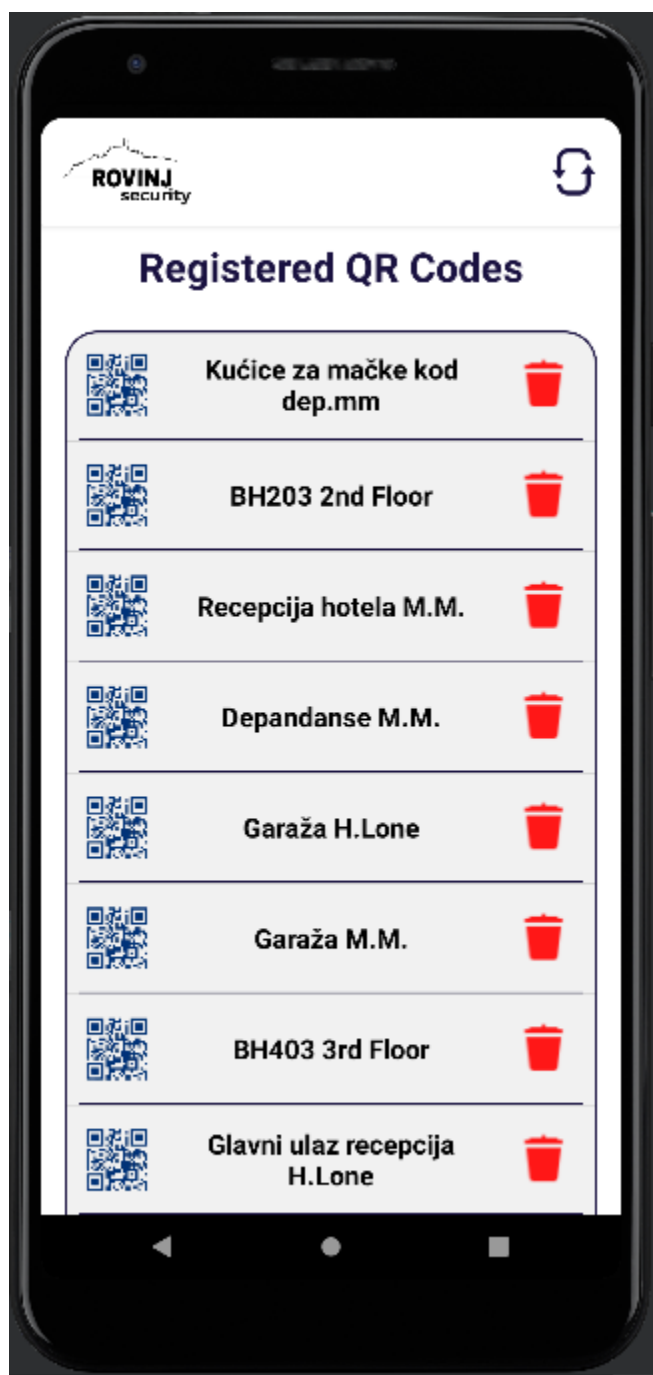 ROVINJ
security
Registered QR Codes
Kućice za mačke kod
dep.mm
BH203 2nd Floor
Recepcija hotela M.M.
Depandanse M.M.
Garaža H.Lone
Garaža M.M.
BH403 3rd Floor
Glavni ulaz recepcija
H.Lone